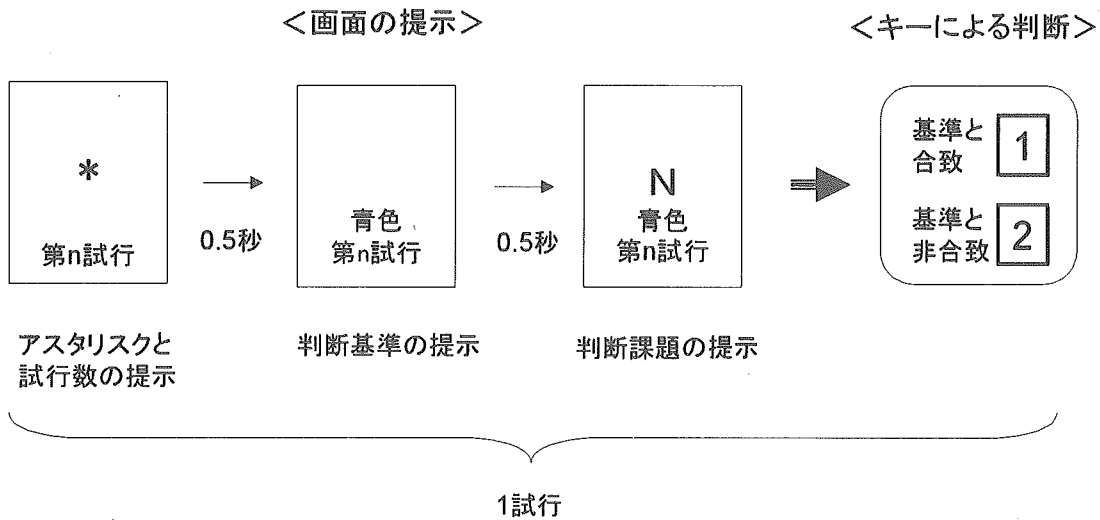 ＜画面の提示＞
＜キーによる判断＞
*
第n試行
0.5秒
青色
第n試行
0.5秒
N
青色
第n試行
基準と
合致
1
基準と
非合致
2
アスタリスクと
試行数の提示
判断基準の提示
判断課題の提示
1試行